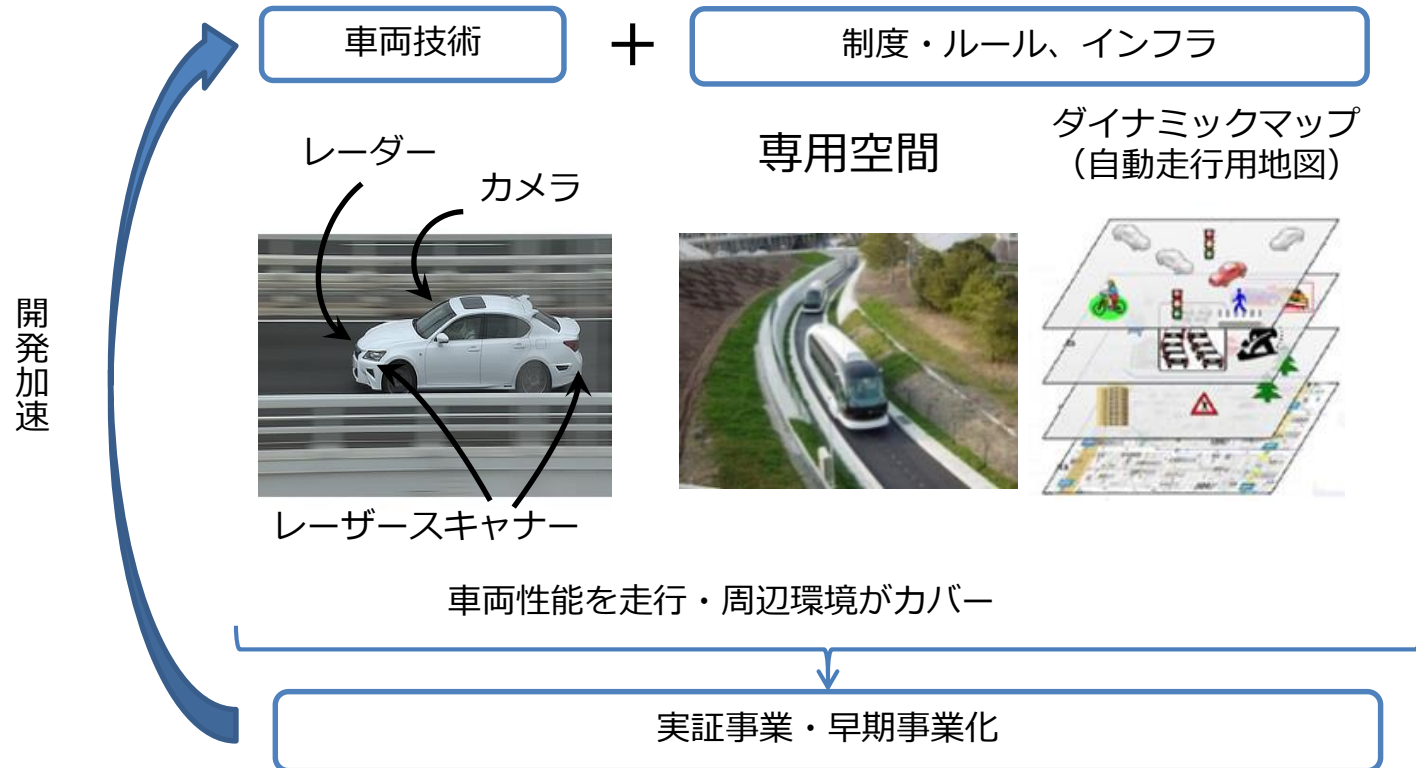 車両技術
＋
制度・ルール、インフラ
レーダー
カメラ
専用空間
ダイナミックマップ
（自動走行用地図）
レーザースキャナー
開発加速
車両性能を走行・周辺環境がカバー
実証事業・早期事業化